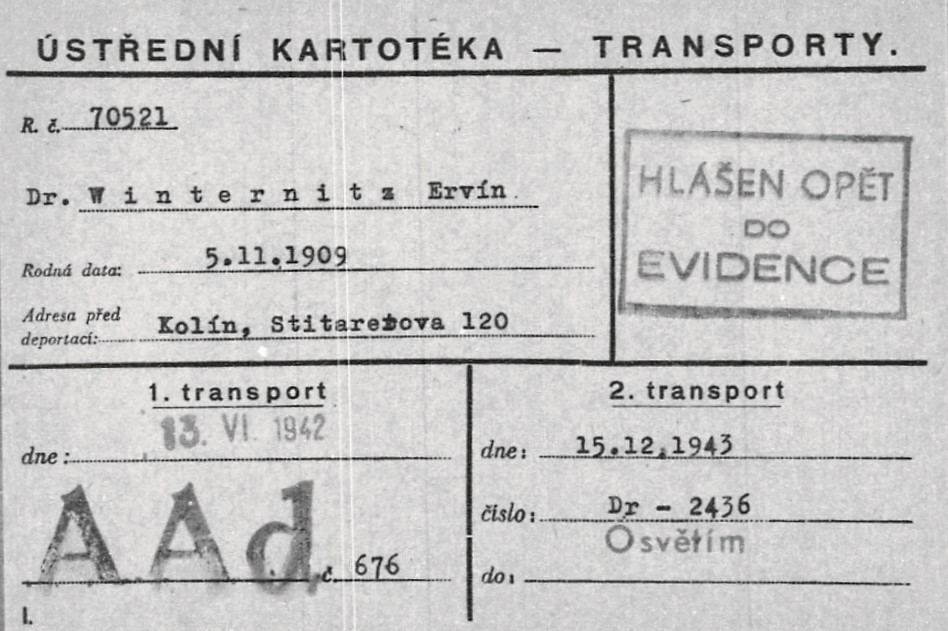 ÚSTŘEDNÍ KARTOTÉKA — TRANSPORTY.
R. č. 70521
HLÁŠEN OPĚT
DO
EVIDENCE
Dr. W i n t e r n i t z Ervín
Rodná data: 5.11.1909
Adresa před
deportací: Kolín, Stitaretova 120
1. transport
13. VI. 1942
dne:
AAd
č. 676
2. transport
dne: 15.12.1943
číslo: Dr - 2436
Osvětím
do:
I.